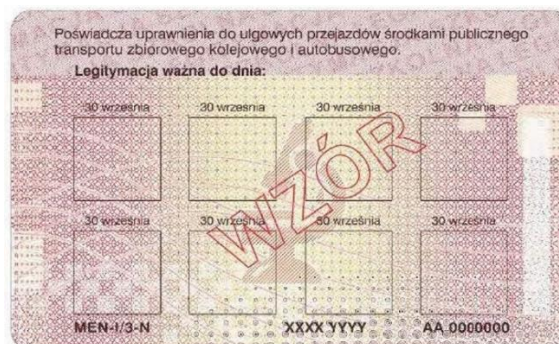 Poświadcza uprawnienia do ulgowych przejazdów środkami publicznego
transportu zbiorowego kolejowego i autobusowego.
Legitymacja ważna do dnia:
30 września 30 września 30 września 30 września
30 września 30 września 30 września 30 września
WZÓR
MEN-I/3-N XXXX YYYY AA 0000000